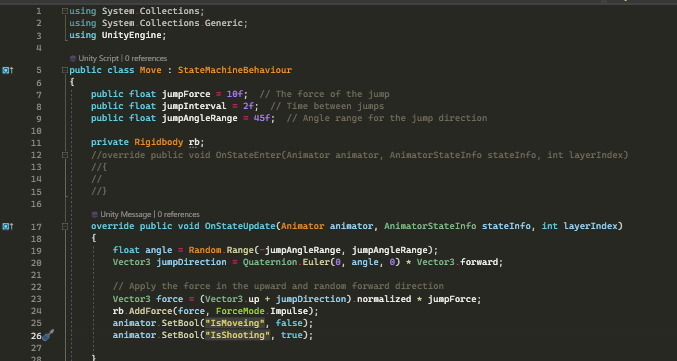 1 using System.Collections;
2 using System.Collections.Generic;
3 using UnityEngine;
4
Unity Script | 0 references
5 public class Move : StateMachineBehaviour
6 {
7 public float jumpForce = 10f; // The force of the jump
8 public float jumpInterval = 2f; // Time between jumps
9 public float jumpAngleRange = 45f; // Angle range for the jump direction
10
11 private Rigidbody rb;
12 //override public void OnStateEnter(Animator animator, AnimatorStateInfo stateInfo, int layerIndex)
13 //{
14 //
15 //}
16
Unity Message | 0 references
17 override public void OnStateUpdate(Animator animator, AnimatorStateInfo stateInfo, int layerIndex)
18 {
19 float angle = Random.Range(-jumpAngleRange, jumpAngleRange);
20 Vector3 jumpDirection = Quaternion.Euler(0, angle, 0) * Vector3.forward;
21
22 // Apply the force in the upward and random forward direction
23 Vector3 force = (Vector3.up + jumpDirection).normalized * jumpForce;
24 rb.AddForce(force, ForceMode.Impulse);
25 animator.SetBool("IsMoveing", false);
26 animator.SetBool("IsShooting", true);
27
28 }